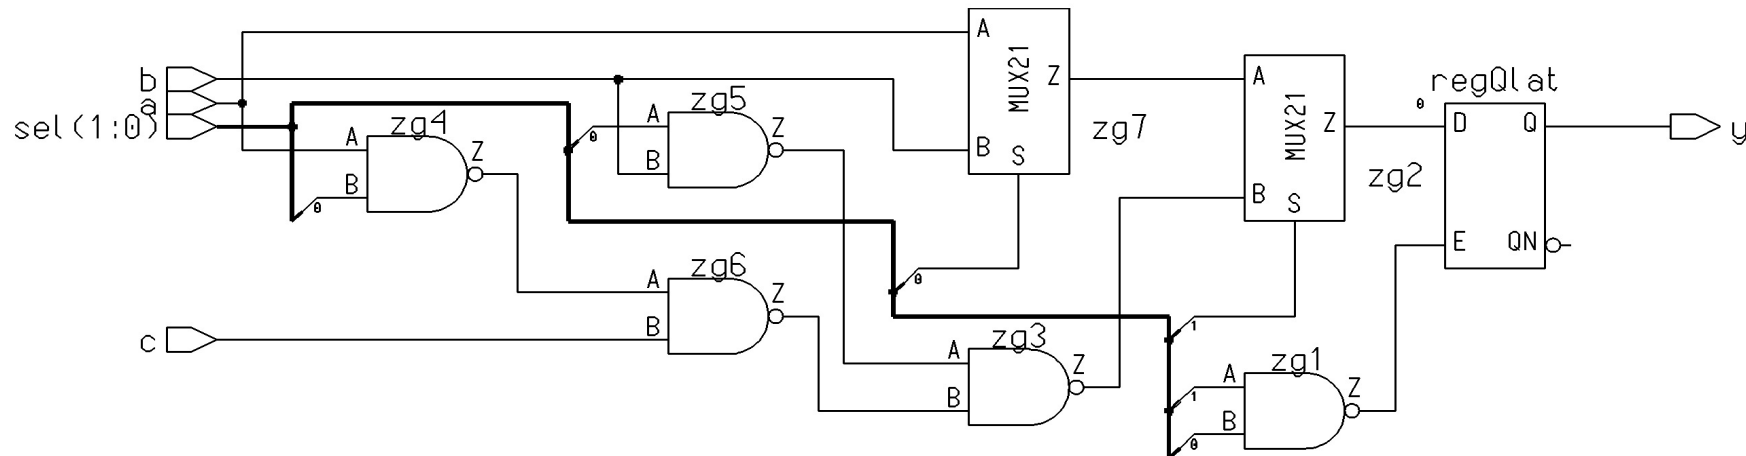 A
MUX21
Z
B
S
zg7
A
MUX21
Z
B
S
zg2
regQlat
0
D
Q
E
QN
y
b
a
sel(1:0)
zg4
A
Z
B
0
zg5
A
Z
B
0
zg6
A
Z
B
c
0
1
zg3
A
Z
B
zg1
A
Z
B
1
0